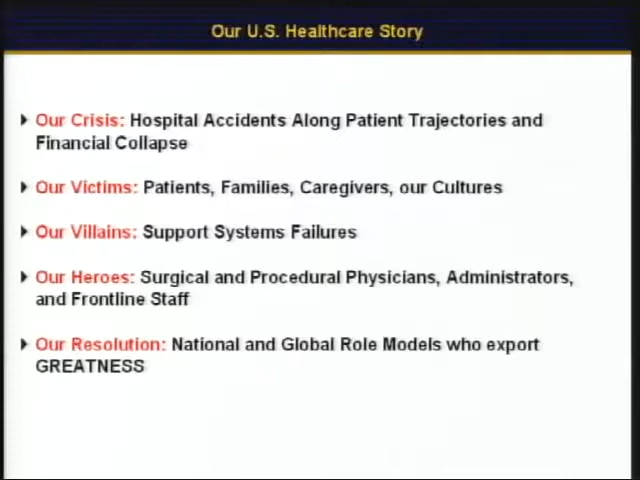 Our U.S. Healthcare Story
Our Crisis: Hospital Accidents Along Patient Trajectories and
Financial Collapse
Our Victims: Patients, Families, Caregivers, our Cultures
Our Villains: Support Systems Failures
Our Heroes: Surgical and Procedural Physicians, Administrators,
and Frontline Staff
Our Resolution: National and Global Role Models who export
GREATNESS